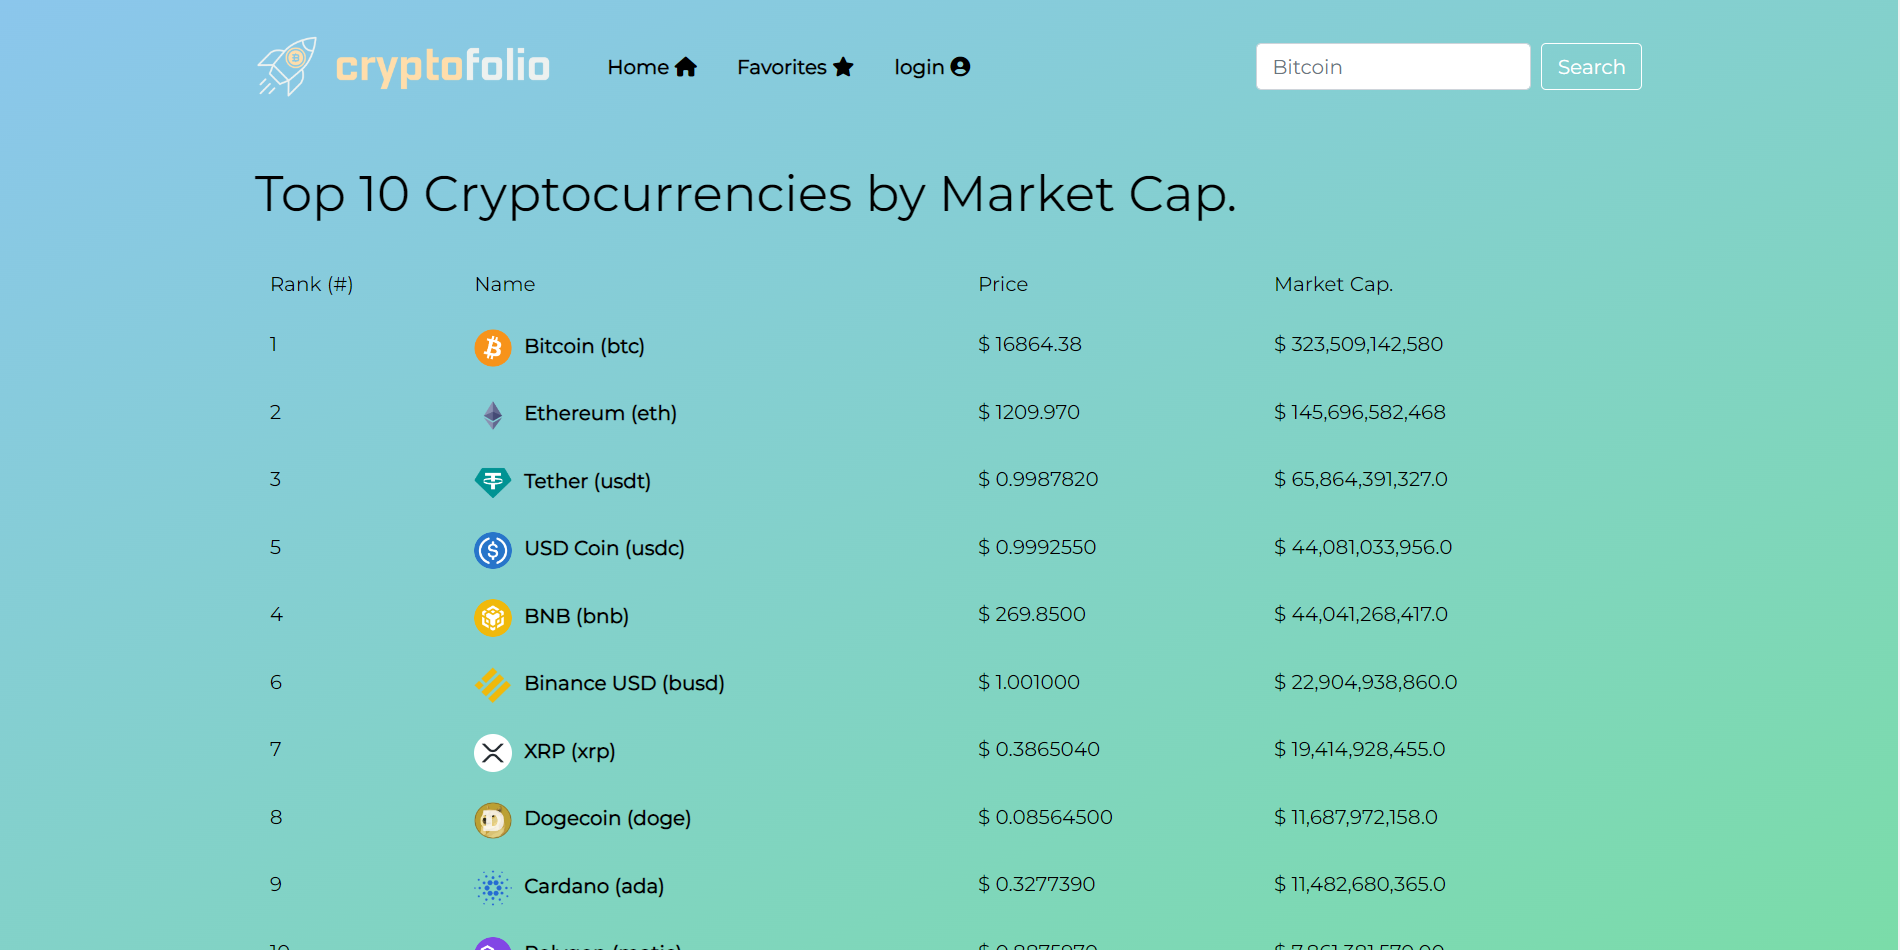 cryptofolio Home Favorites login Bitcoin Search
Top 10 Cryptocurrencies by Market Cap.
Rank (#) Name Price Market Cap.
1 Bitcoin (btc) $ 16864.38 $ 323,509,142,580
2 Ethereum (eth) $ 1209.970 $ 145,696,582,468
3 Tether (usdt) $ 0.9987820 $ 65,864,391,327.0
5 USD Coin (usdc) $ 0.9992550 $ 44,081,033,956.0
4 BNB (bnb) $ 269.8500 $ 44,041,268,417.0
6 Binance USD (busd) $ 1.001000 $ 22,904,938,860.0
7 XRP (xrp) $ 0.3865040 $ 19,414,928,455.0
8 Dogecoin (doge) $ 0.08564500 $ 11,687,972,158.0
9 Cardano (ada) $ 0.3277390 $ 11,482,680,365.0
10 Polygon (matic)